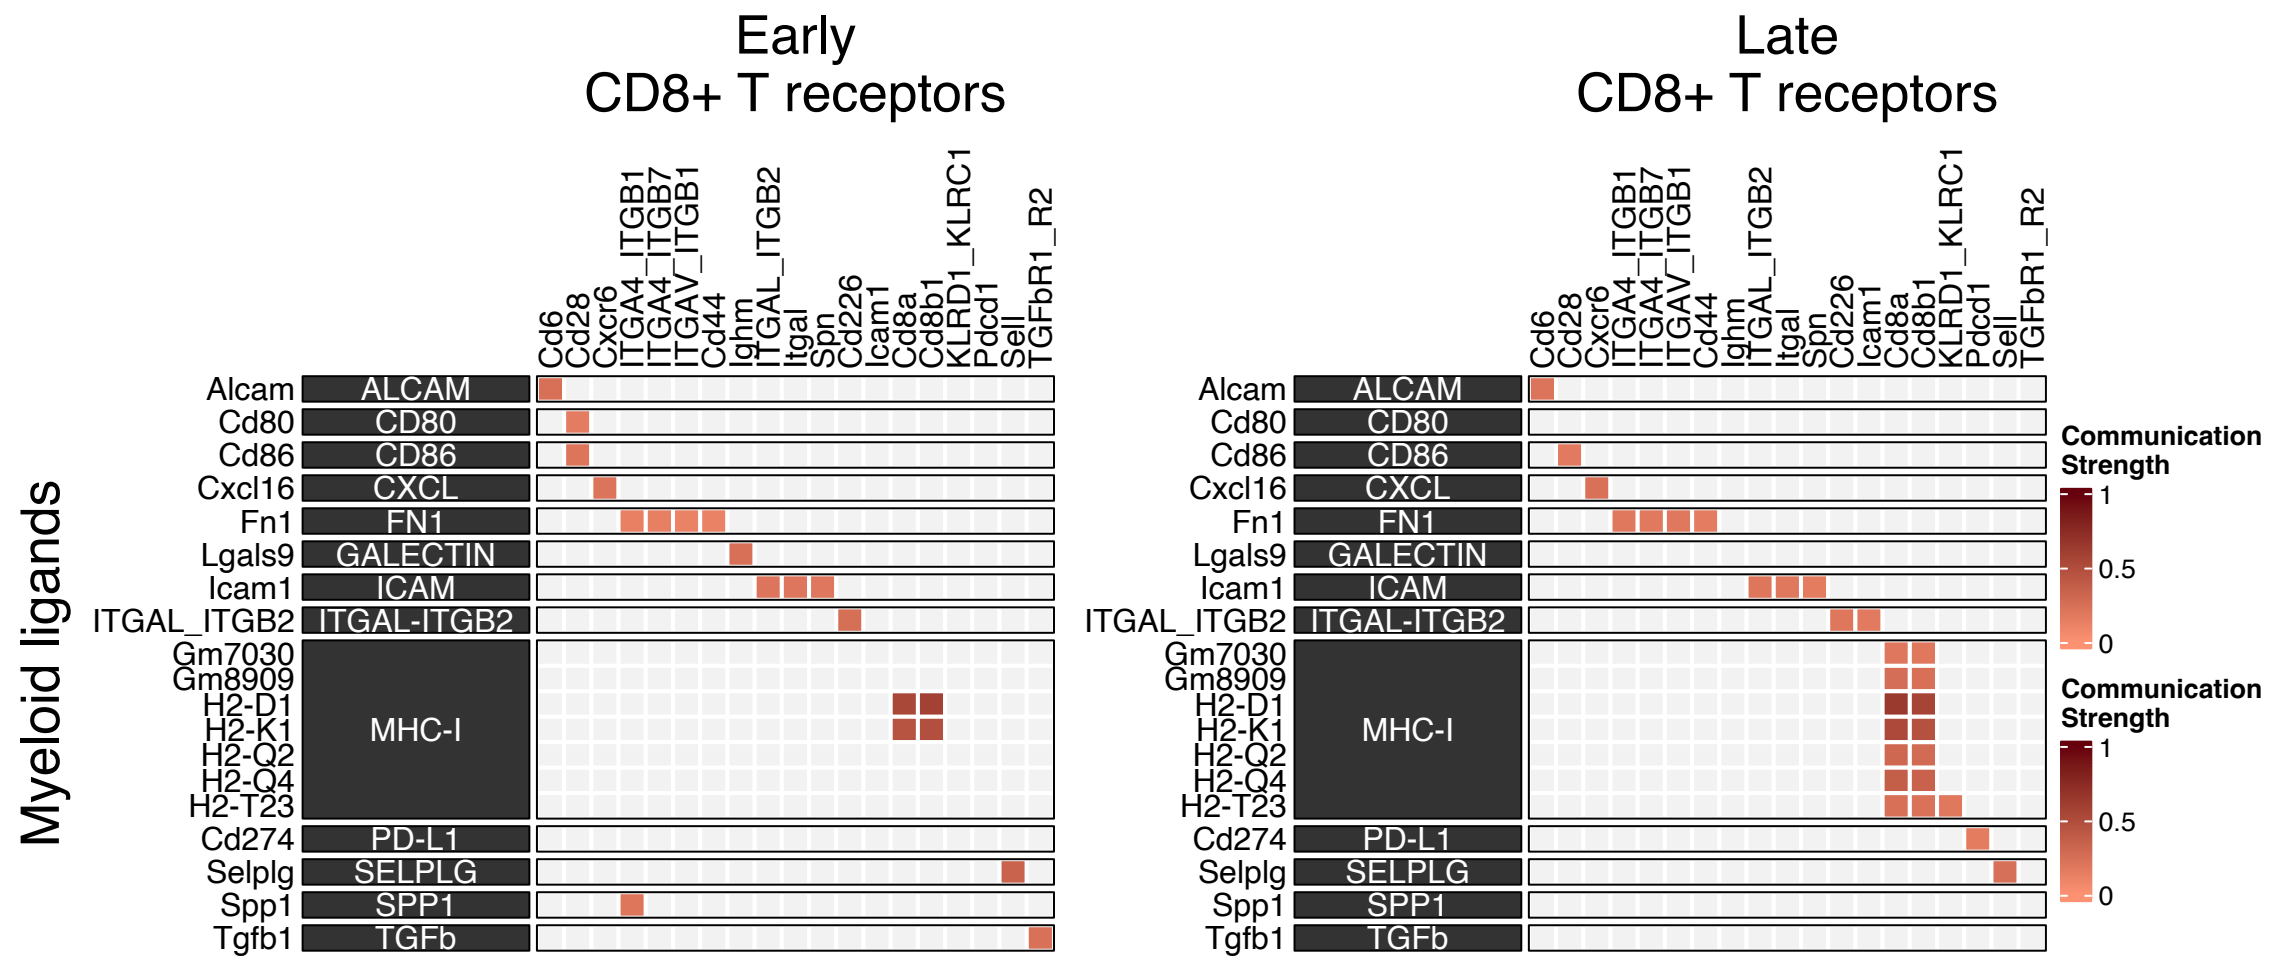 Early
CD8+ T receptors
Late
CD8+ T receptors
Cd6
Cd28
Cxcr6
ITGA4_ITGB1
ITGA4_ITGB7
ITGAV_ITGB1
Cd44
Ighm
ITGAL_ITGB2
Itgal
Spn
Cd226
Icam1
Cd8a
Cd8b1
KLRD1_KLRC1
Pdcd1
Sell
TGFbR1_R2
Cd6
Cd28
Cxcr6
ITGA4_ITGB1
ITGA4_ITGB7
ITGAV_ITGB1
Cd44
Ighm
ITGAL_ITGB2
Itgal
Spn
Cd226
Icam1
Cd8a
Cd8b1
KLRD1_KLRC1
Pdcd1
Sell
TGFbR1_R2
Myeloid ligands
Alcam ALCAM
Cd80 CD80
Cd86 CD86
Cxcl16 CXCL
Fn1 FN1
Lgals9 GALECTIN
Icam1 ICAM
ITGAL_ITGB2 ITGAL-ITGB2
Gm7030
Gm8909
H2-D1
H2-K1 MHC-I
H2-Q2
H2-Q4
H2-T23
Cd274 PD-L1
Selplg SELPLG
Spp1 SPP1
Tgfb1 TGFb
Alcam ALCAM
Cd80 CD80
Cd86 CD86
Cxcl16 CXCL
Fn1 FN1
Lgals9 GALECTIN
Icam1 ICAM
ITGAL_ITGB2 ITGAL-ITGB2
Gm7030
Gm8909
H2-D1
H2-K1 MHC-I
H2-Q2
H2-Q4
H2-T23
Cd274 PD-L1
Selplg SELPLG
Spp1 SPP1
Tgfb1 TGFb
Communication
Strength
1
0.5
0
Communication
Strength
1
0.5
0